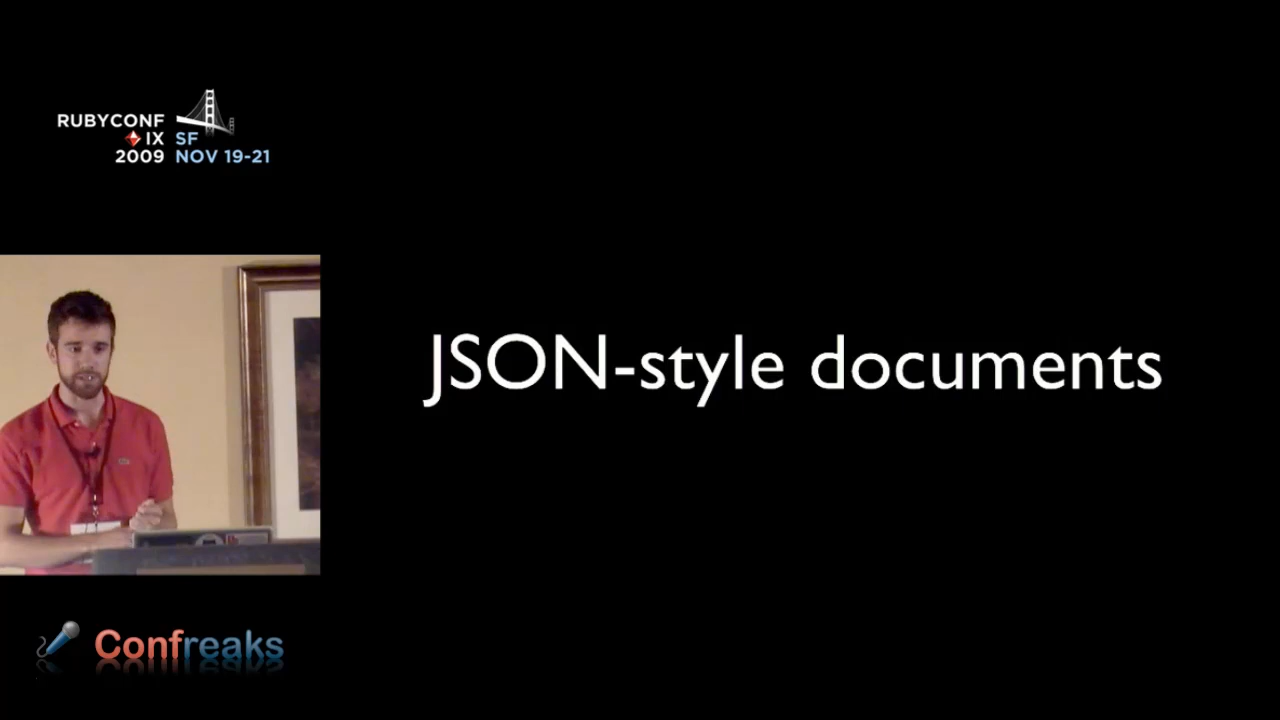 RUBYCONF
IX SF
2009 NOV 19-21
JSON-style documents
Confreaks